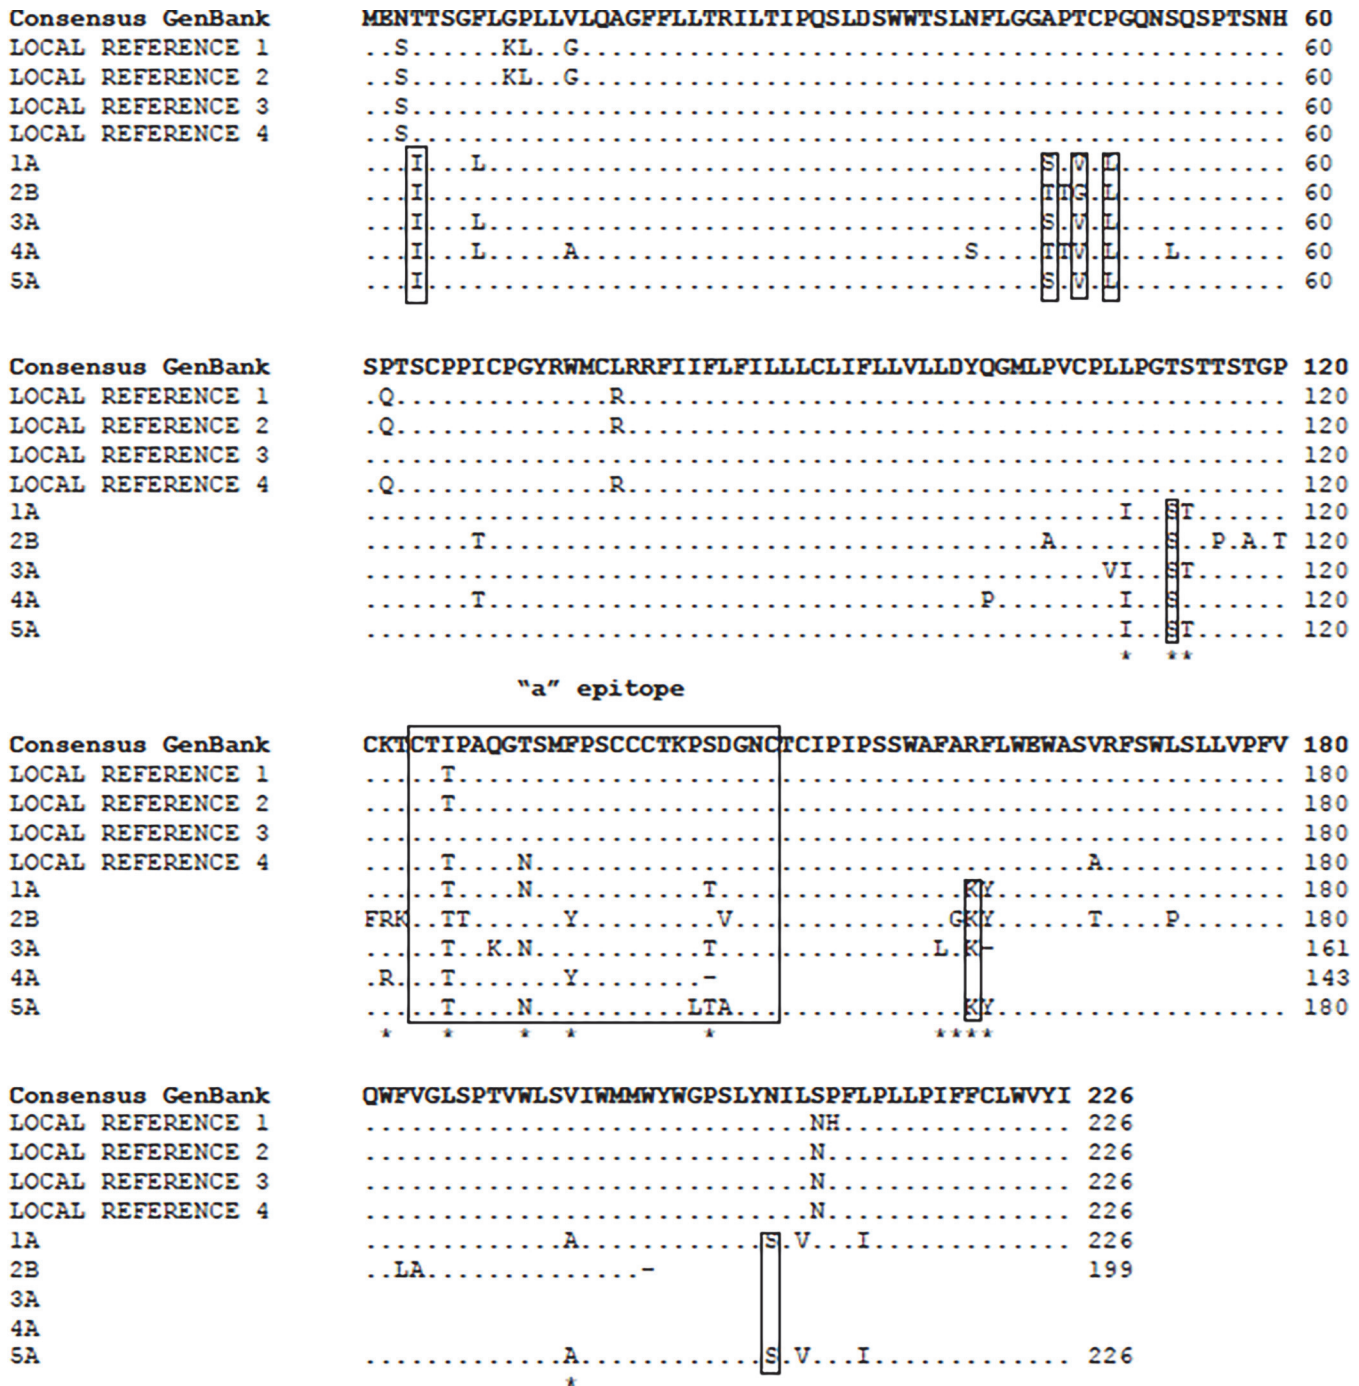 Consensus GenBank MENTTSGFLGPLLVLQAGFFLLTRILTIPQSLDSWWTSLNFLGGAPTCPGQNSQSPTSNH 60
LOCAL REFERENCE 1 ..S......KL..G.............................................. 60
LOCAL REFERENCE 2 ..S......KL..G.............................................. 60
LOCAL REFERENCE 3 ..S......................................................... 60
LOCAL REFERENCE 4 ..S......................................................... 60
1A ...I...L....................................S.V.L........... 60
2B ...I........................................TTG.L........... 60
3A ...I...L....................................S.V.L........... 60
4A ...I...L.....A.........................S....TTV.L...L....... 60
5A ...I........................................S.V.L........... 60
Consensus GenBank SPTSCPPICPGYRWMCLRRFIIFLFILLLCLIFLLVLLDYQGMLPVCPLLPGTSTTSTGP 120
LOCAL REFERENCE 1 .Q..............R........................................... 120
LOCAL REFERENCE 2 .Q..............R........................................... 120
LOCAL REFERENCE 3 ............................................................ 120
LOCAL REFERENCE 4 .Q..............R........................................... 120
1A .................................................I..ST...... 120
2B .......T....................................A.......S..P.A.T 120
3A ................................................VI..ST...... 120
4A .......T................................P........I..S....... 120
5A .................................................I..ST...... 120
* **
"a" epitope
Consensus GenBank CKTCTIPAQGTSMFPSCCCTKPSDGNCTCIPIPSSWAFARFLWEWASVRFSWLSLLVPFV 180
LOCAL REFERENCE 1 .....T...................................................... 180
LOCAL REFERENCE 2 .....T...................................................... 180
LOCAL REFERENCE 3 ............................................................ 180
LOCAL REFERENCE 4 .....T....N....................................A............ 180
1A .....T....N...........T................KY................... 180
2B FRK..TT......Y.........V..............GKY......T....P....... 180
3A .....T..K.N...........T..............L.K- 161
4A .R...T.......Y........- 143
5A .....T....N..........LTA...............KY................... 180
* * * * * ****
Consensus GenBank QWFVGLSPTVWLSVIWMMWYWGPSLYNILSPFLPLLPIFFCLWVYI 226
LOCAL REFERENCE 1 .............................NH............... 226
LOCAL REFERENCE 2 .............................N................ 226
LOCAL REFERENCE 3 .............................N................ 226
LOCAL REFERENCE 4 .............................N................ 226
1A .............A............S.V...I............. 226
2B ..LA..............- 199
3A
4A
5A .............A............S.V...I............. 226
*